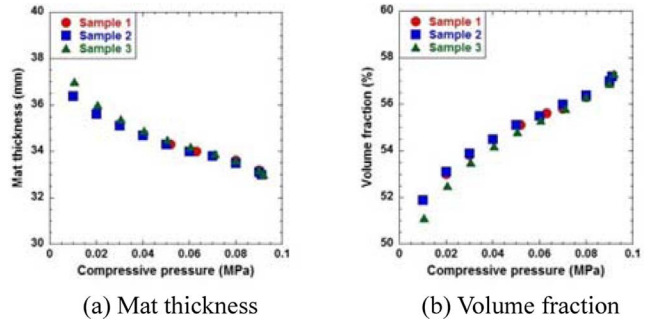 Sample 1
Sample 2
Sample 3
40
38
36
34
32
30
Mat thickness (mm)
0
0.02
0.04
0.06
0.08
0.1
Compressive pressure (MPa)
(a) Mat thickness
Sample 1
Sample 2
Sample 3
60
58
56
54
52
50
Volume fraction (%)
0
0.02
0.04
0.06
0.08
0.1
Compressive pressure (MPa)
(b) Volume fraction